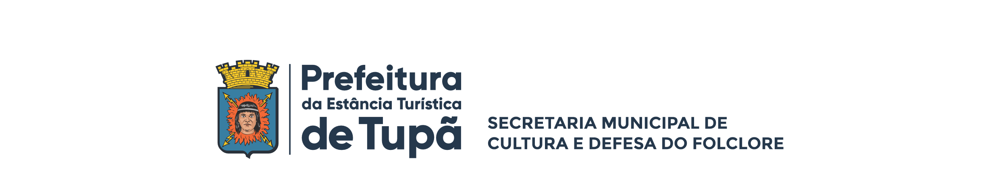 Prefeitura
da Estância Turística
de Tupã
SECRETARIA MUNICIPAL DE
CULTURA E DEFESA DO FOLCLORE